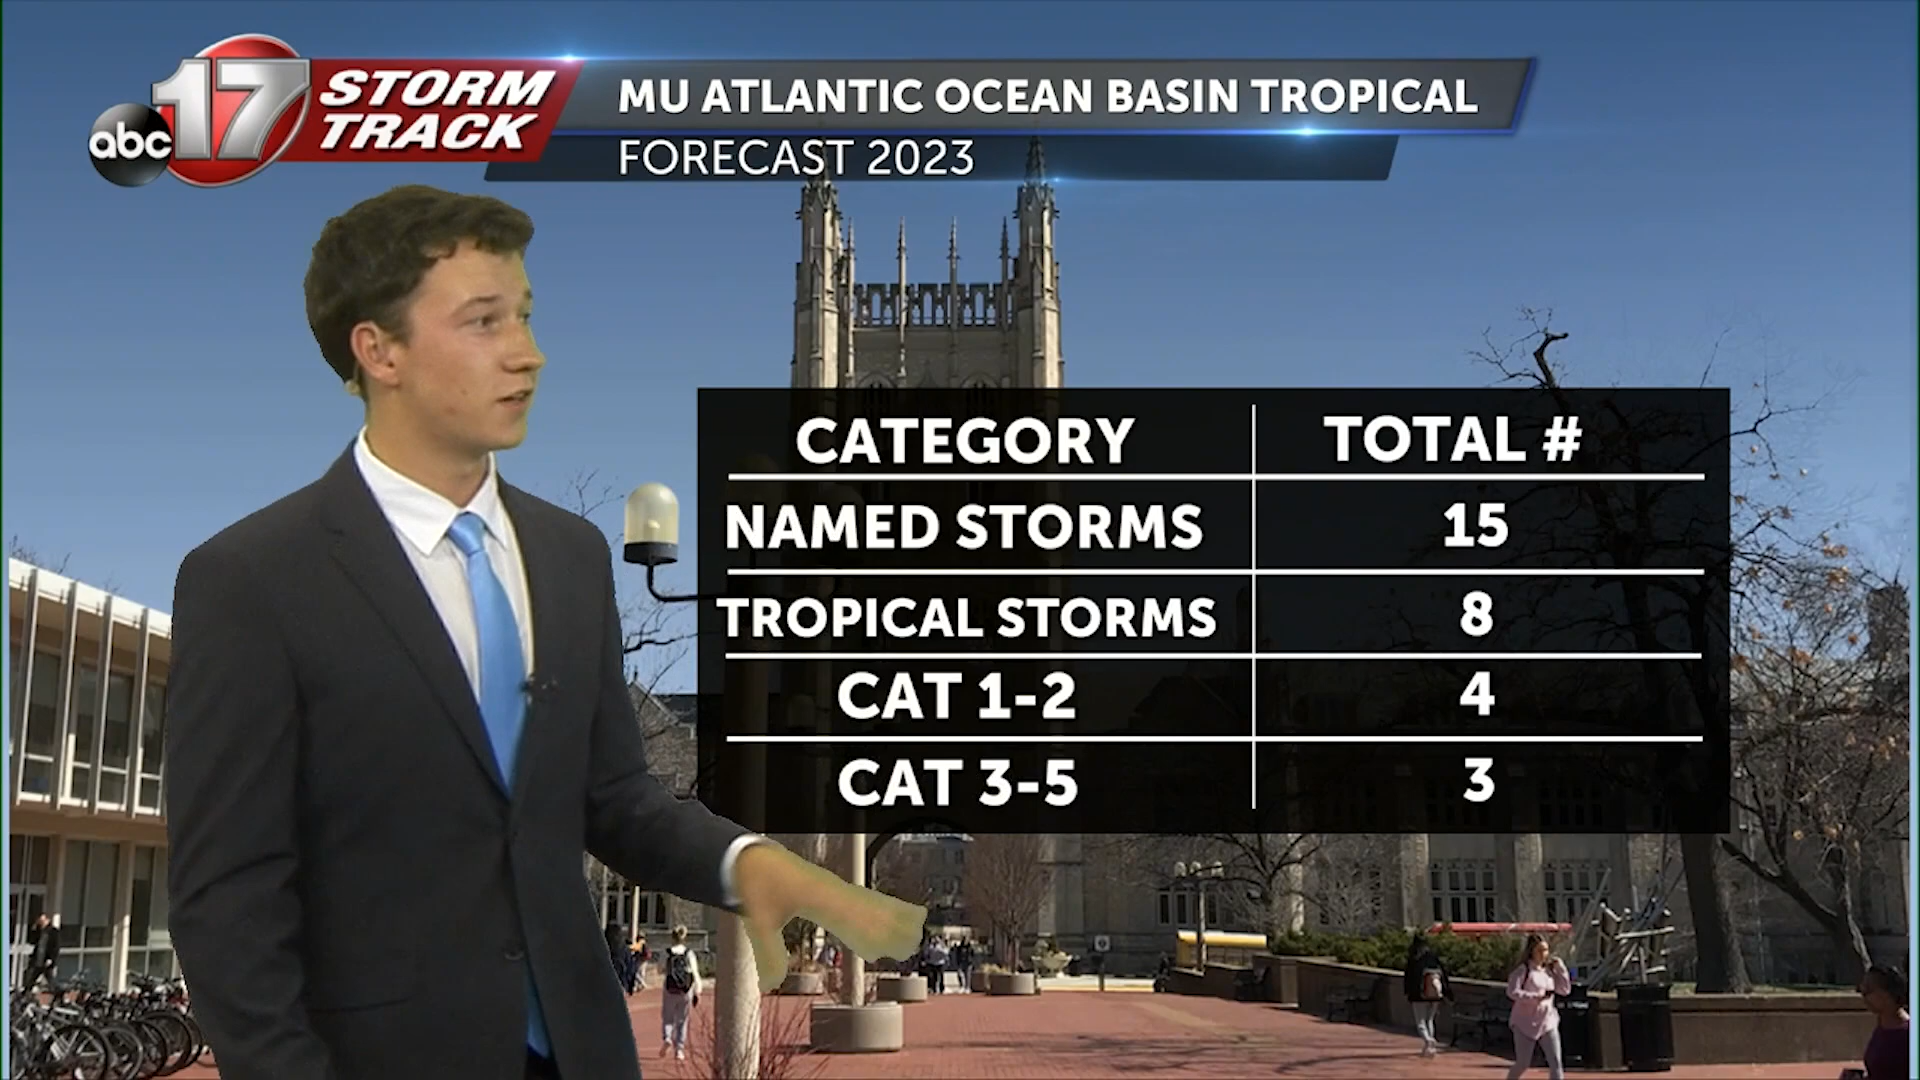 abc 17 STORM TRACK
MU ATLANTIC OCEAN BASIN TROPICAL
FORECAST 2023
CATEGORY TOTAL #
NAMED STORMS 15
TROPICAL STORMS 8
CAT 1-2 4
CAT 3-5 3